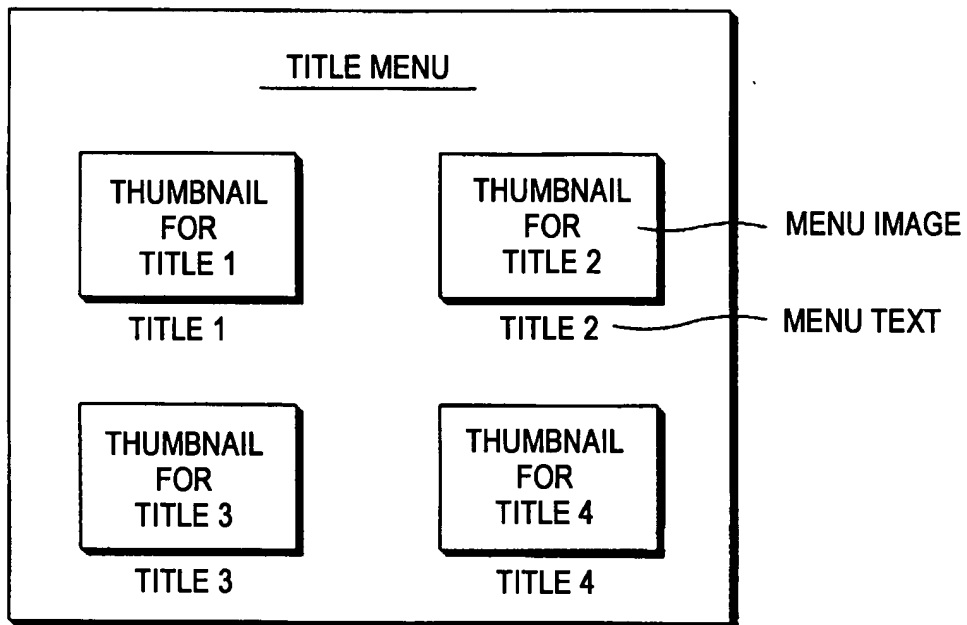 TITLE MENU
THUMBNAIL
FOR
TITLE 1
THUMBNAIL
FOR
TITLE 2
MENU IMAGE
TITLE 1
TITLE 2
MENU TEXT
THUMBNAIL
FOR
TITLE 3
THUMBNAIL
FOR
TITLE 4
TITLE 3
TITLE 4